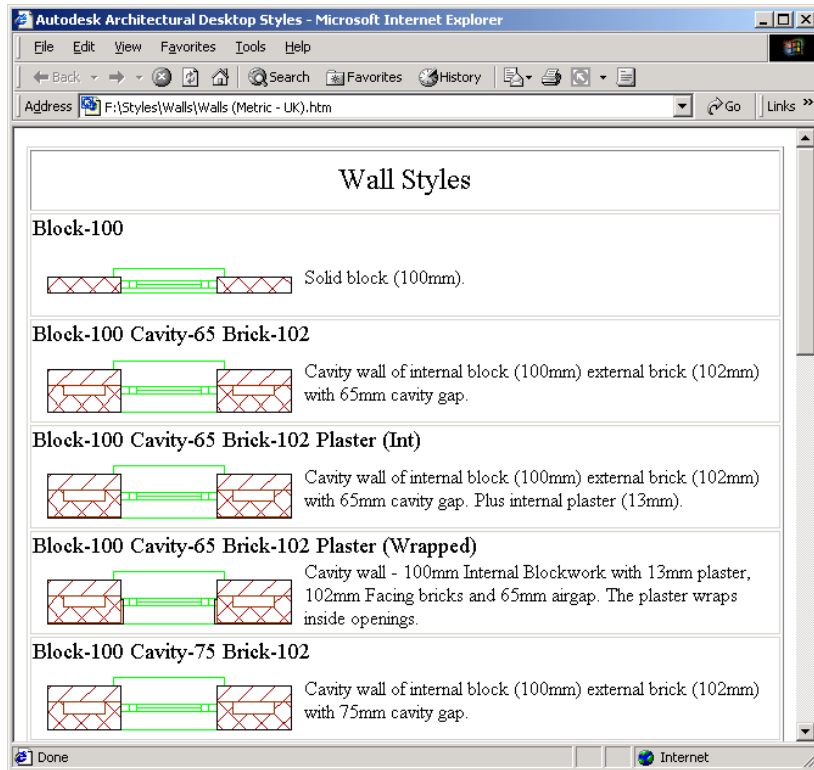 Autodesk Architectural Desktop Styles - Microsoft Internet Explorer
File Edit View Favorites Tools Help
Back Search Favorites History
Address F:\Styles\Walls\Walls (Metric - UK).htm Go Links »
Wall Styles
Block-100
Solid block (100mm).
Block-100 Cavity-65 Brick-102
Cavity wall of internal block (100mm) external brick (102mm)
with 65mm cavity gap.
Block-100 Cavity-65 Brick-102 Plaster (Int)
Cavity wall of internal block (100mm) external brick (102mm)
with 65mm cavity gap. Plus internal plaster (13mm).
Block-100 Cavity-65 Brick-102 Plaster (Wrapped)
Cavity wall - 100mm Internal Blockwork with 13mm plaster,
102mm Facing bricks and 65mm airgap. The plaster wraps
inside openings.
Block-100 Cavity-75 Brick-102
Cavity wall of internal block (100mm) external brick (102mm)
with 75mm cavity gap.
Done Internet